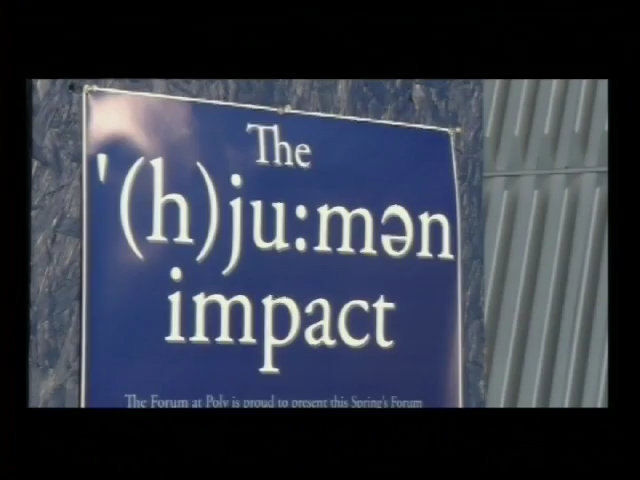 The
'(h)ju:mən
impact
The Forum at Poly is proud to present this Spring's Forum